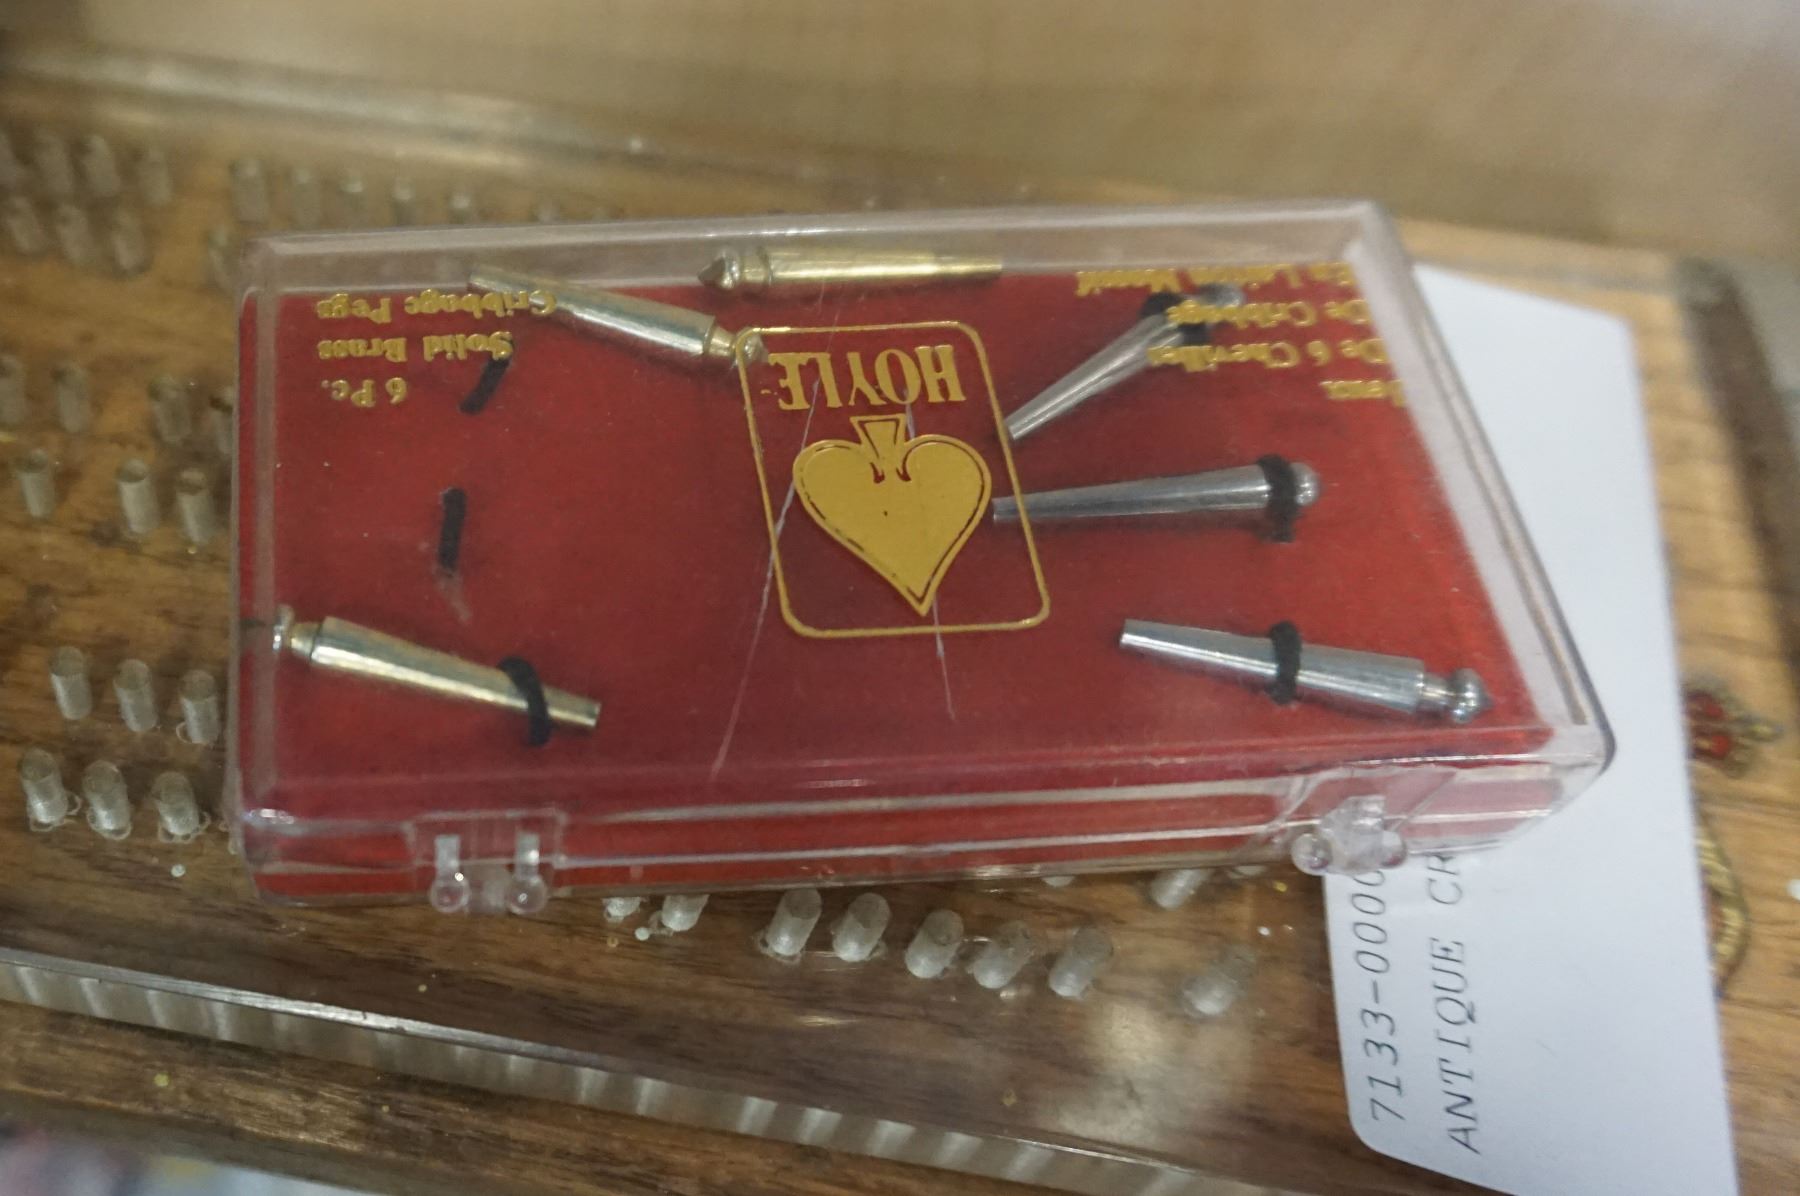 HOYLE
6 Pc.
Solid Brass
Cribbage Pegs
De 6 Chevilles
De Cribbage
En Laiton Massif
7133-000
ANTIQUE CR